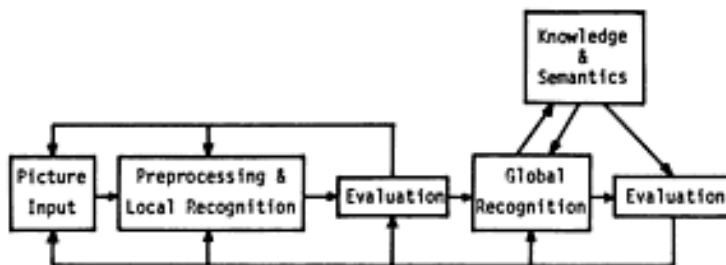 Knowledge
&
Semantics
Picture
Input
Preprocessing &
Local Recognition
Evaluation
Global
Recognition
Evaluation